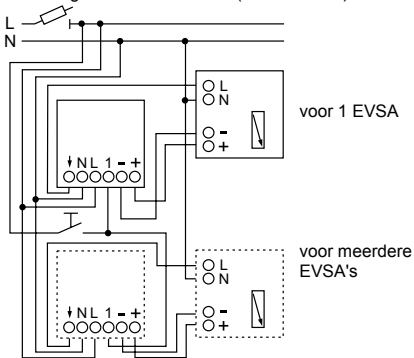 L
N
L
N
-
+
voor 1 EVSA
↓ N L 1 - +
voor meerdere
EVSA's
L
N
-
+
↓ N L 1 - +